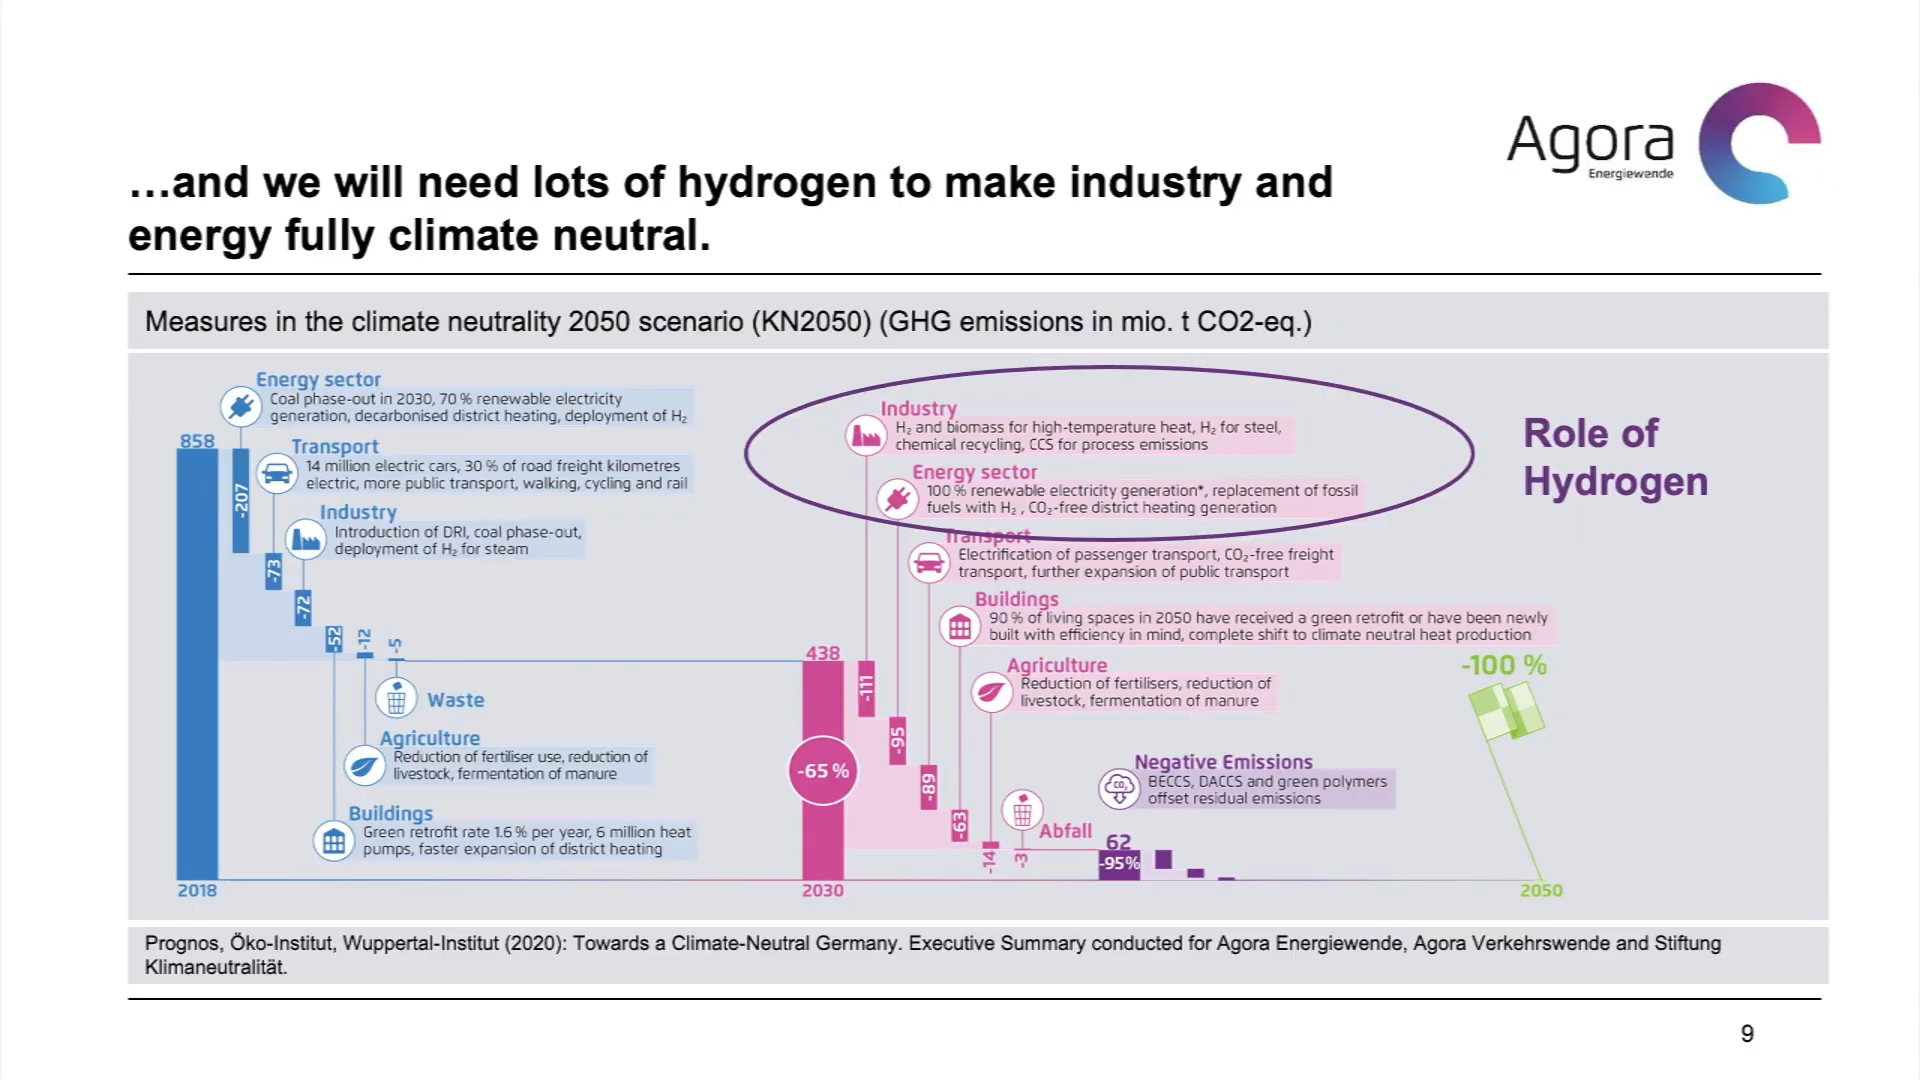 Agora
Energiewende
…and we will need lots of hydrogen to make industry and
energy fully climate neutral.
Measures in the climate neutrality 2050 scenario (KN2050) (GHG emissions in mio. t CO2-eq.)
Energy sector
Coal phase-out in 2030, 70 % renewable electricity
generation, decarbonised district heating, deployment of H₂
858
-207
Transport
14 million electric cars, 30 % of road freight kilometres
electric, more public transport, walking, cycling and rail
-73
Industry
Introduction of DRI, coal phase-out,
deployment of H₂ for steam
-72
-52
-12
-5
Waste
Agriculture
Reduction of fertiliser use, reduction of
livestock, fermentation of manure
Buildings
Green retrofit rate 1.6 % per year, 6 million heat
pumps, faster expansion of district heating
2018
Industry
H₂ and biomass for high-temperature heat, H₂ for steel,
chemical recycling, CCS for process emissions
Energy sector
100 % renewable electricity generation*, replacement of fossil
fuels with H₂ , CO₂-free district heating generation
Role of
Hydrogen
Transport
Electrification of passenger transport, CO₂-free freight
transport, further expansion of public transport
Buildings
90 % of living spaces in 2050 have received a green retrofit or have been newly
built with efficiency in mind, complete shift to climate neutral heat production
Agriculture
Reduction of fertilisers, reduction of
livestock, fermentation of manure
438
-65 %
-111
-95
-89
-63
-14
-3
Abfall
2030
Negative Emissions
BECCS, DACCS and green polymers
offset residual emissions
CO₂
62
-95%
-100 %
2050
Prognos, Öko-Institut, Wuppertal-Institut (2020): Towards a Climate-Neutral Germany. Executive Summary conducted for Agora Energiewende, Agora Verkehrswende and Stiftung
Klimaneutralität.
9